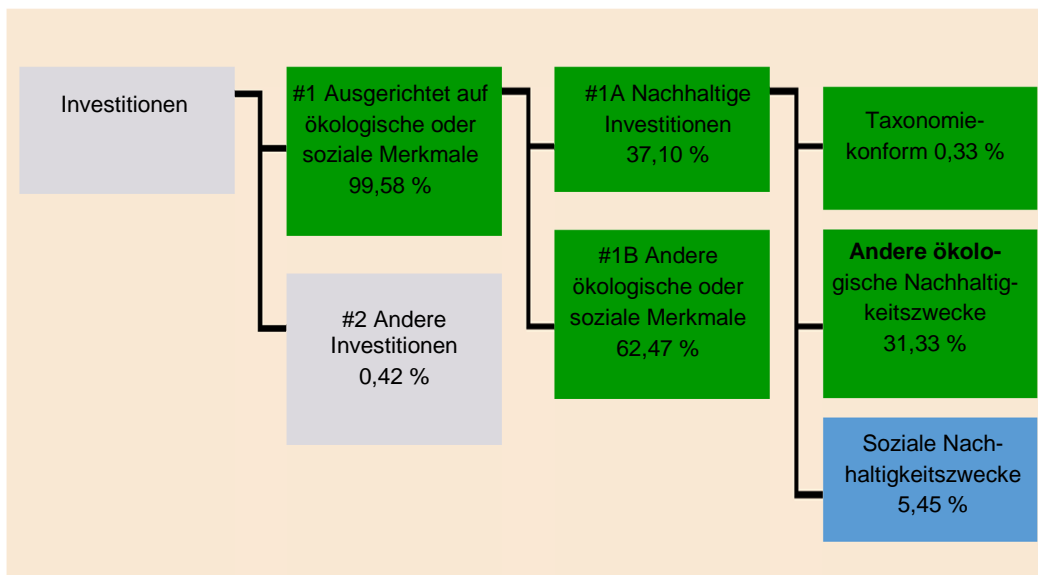 Investitionen
#1 Ausgerichtet auf
ökologische oder
soziale Merkmale
99,58 %
#2 Andere
Investitionen
0,42 %
#1A Nachhaltige
Investitionen
37,10 %
#1B Andere
ökologische oder
soziale Merkmale
62,47 %
Taxonomie-
konform 0,33 %
Andere ökolo-
gische Nachhaltig-
keitszwecke
31,33 %
Soziale Nach-
haltigkeitszwecke
5,45 %